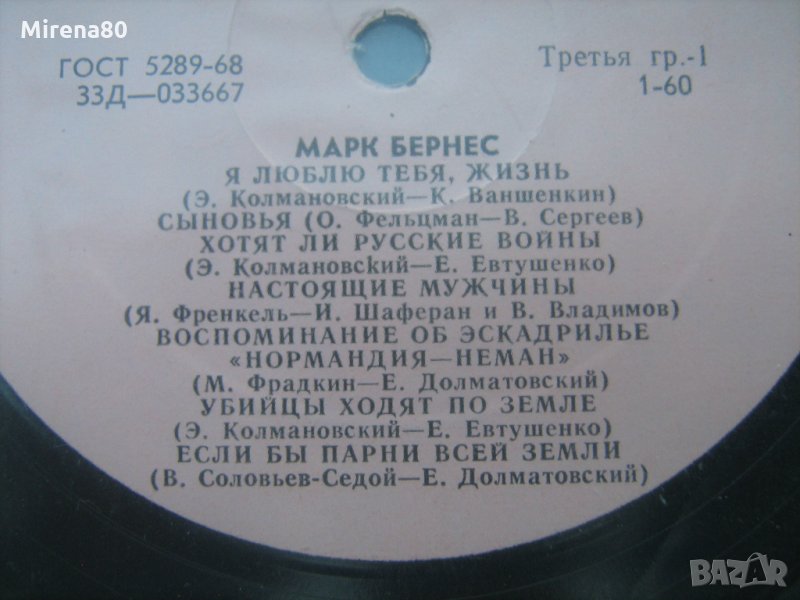 Mirena80
ГОСТ 5289-68
33Д—033667
Третья гр.-1
1-60
МАРК БЕРНЕС
Я ЛЮБЛЮ ТЕБЯ, ЖИЗНЬ
(Э. Колмановский—К. Ваншенкин)
СЫНОВЬЯ (О. Фельцман—В. Сергеев)
ХОТЯТ ЛИ РУССКИЕ ВОЙНЫ
(Э. Колмановский—Е. Евтушенко)
НАСТОЯЩИЕ МУЖЧИНЫ
(Я. Френкель—И. Шаферан и В. Владимов)
ВОСПОМИНАНИЕ ОБ ЭСКАДРИЛЬЕ
«НОРМАНДИЯ—НЕМАН»
(М. Фрадкин—Е. Долматовский)
УБИЙЦЫ ХОДЯТ ПО ЗЕМЛЕ
(Э. Колмановский—Е. Евтушенко)
ЕСЛИ БЫ ПАРНИ ВСЕЙ ЗЕМЛИ
(В. Соловьев-Седой—Е. Долматовский)
BAZAR